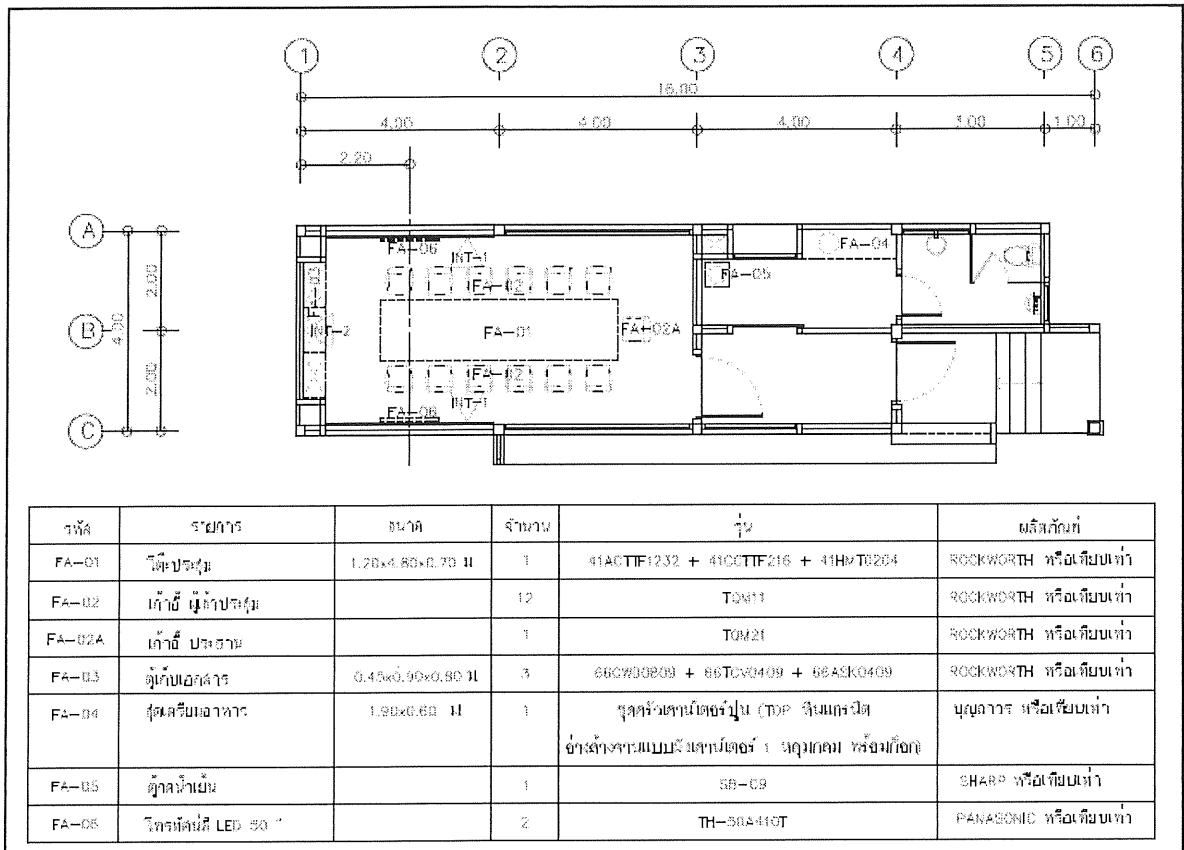 1 2 3 4 5 6
16.00
4.00 4.00 4.00 3.00 1.00
2.20
A
B
C
2.00
4.00
2.00
FA-06
INT-1
FA-04
FA-03
FA-02
FA-05
INT-2
FA-01
FA-02A
FA-02
INT-1
FA-06
รหัส รายการ ขนาด จำนวน รุ่น ผลิตภัณฑ์
FA-01 โต๊ะประชุม 1.20x4.80x0.70 ม 1 41ACTTF1232 + 41CCTTF216 + 41HMT0204 ROCKWORTH หรือเทียบเท่า
FA-02 เก้าอี้ ผู้เข้าประชุม 12 TQM11 ROCKWORTH หรือเทียบเท่า
FA-02A เก้าอี้ ประธาน 1 TQM21 ROCKWORTH หรือเทียบเท่า
FA-03 ตู้เก็บเอกสาร 0.45x0.90x0.80 ม 3 66TCV0409 + 66ASK0409 ROCKWORTH หรือเทียบเท่า
FA-04 ชุดเตรียมอาหาร 1.90x0.60 ม 1 ชุดครัวเคาน์เตอร์ปูน (TOP หินแกรนิต บุญถาวร หรือเทียบเท่า
อ่างล้างจานแบบฝังเคาน์เตอร์ 1 หลุมกลม พร้อมก๊อก)
FA-05 ตู้กดน้ำเย็น 1 SB-C9 SHARP หรือเทียบเท่า
FA-06 โทรทัศน์สี LED 50 " 2 TH-50A410T PANASONIC หรือเทียบเท่า